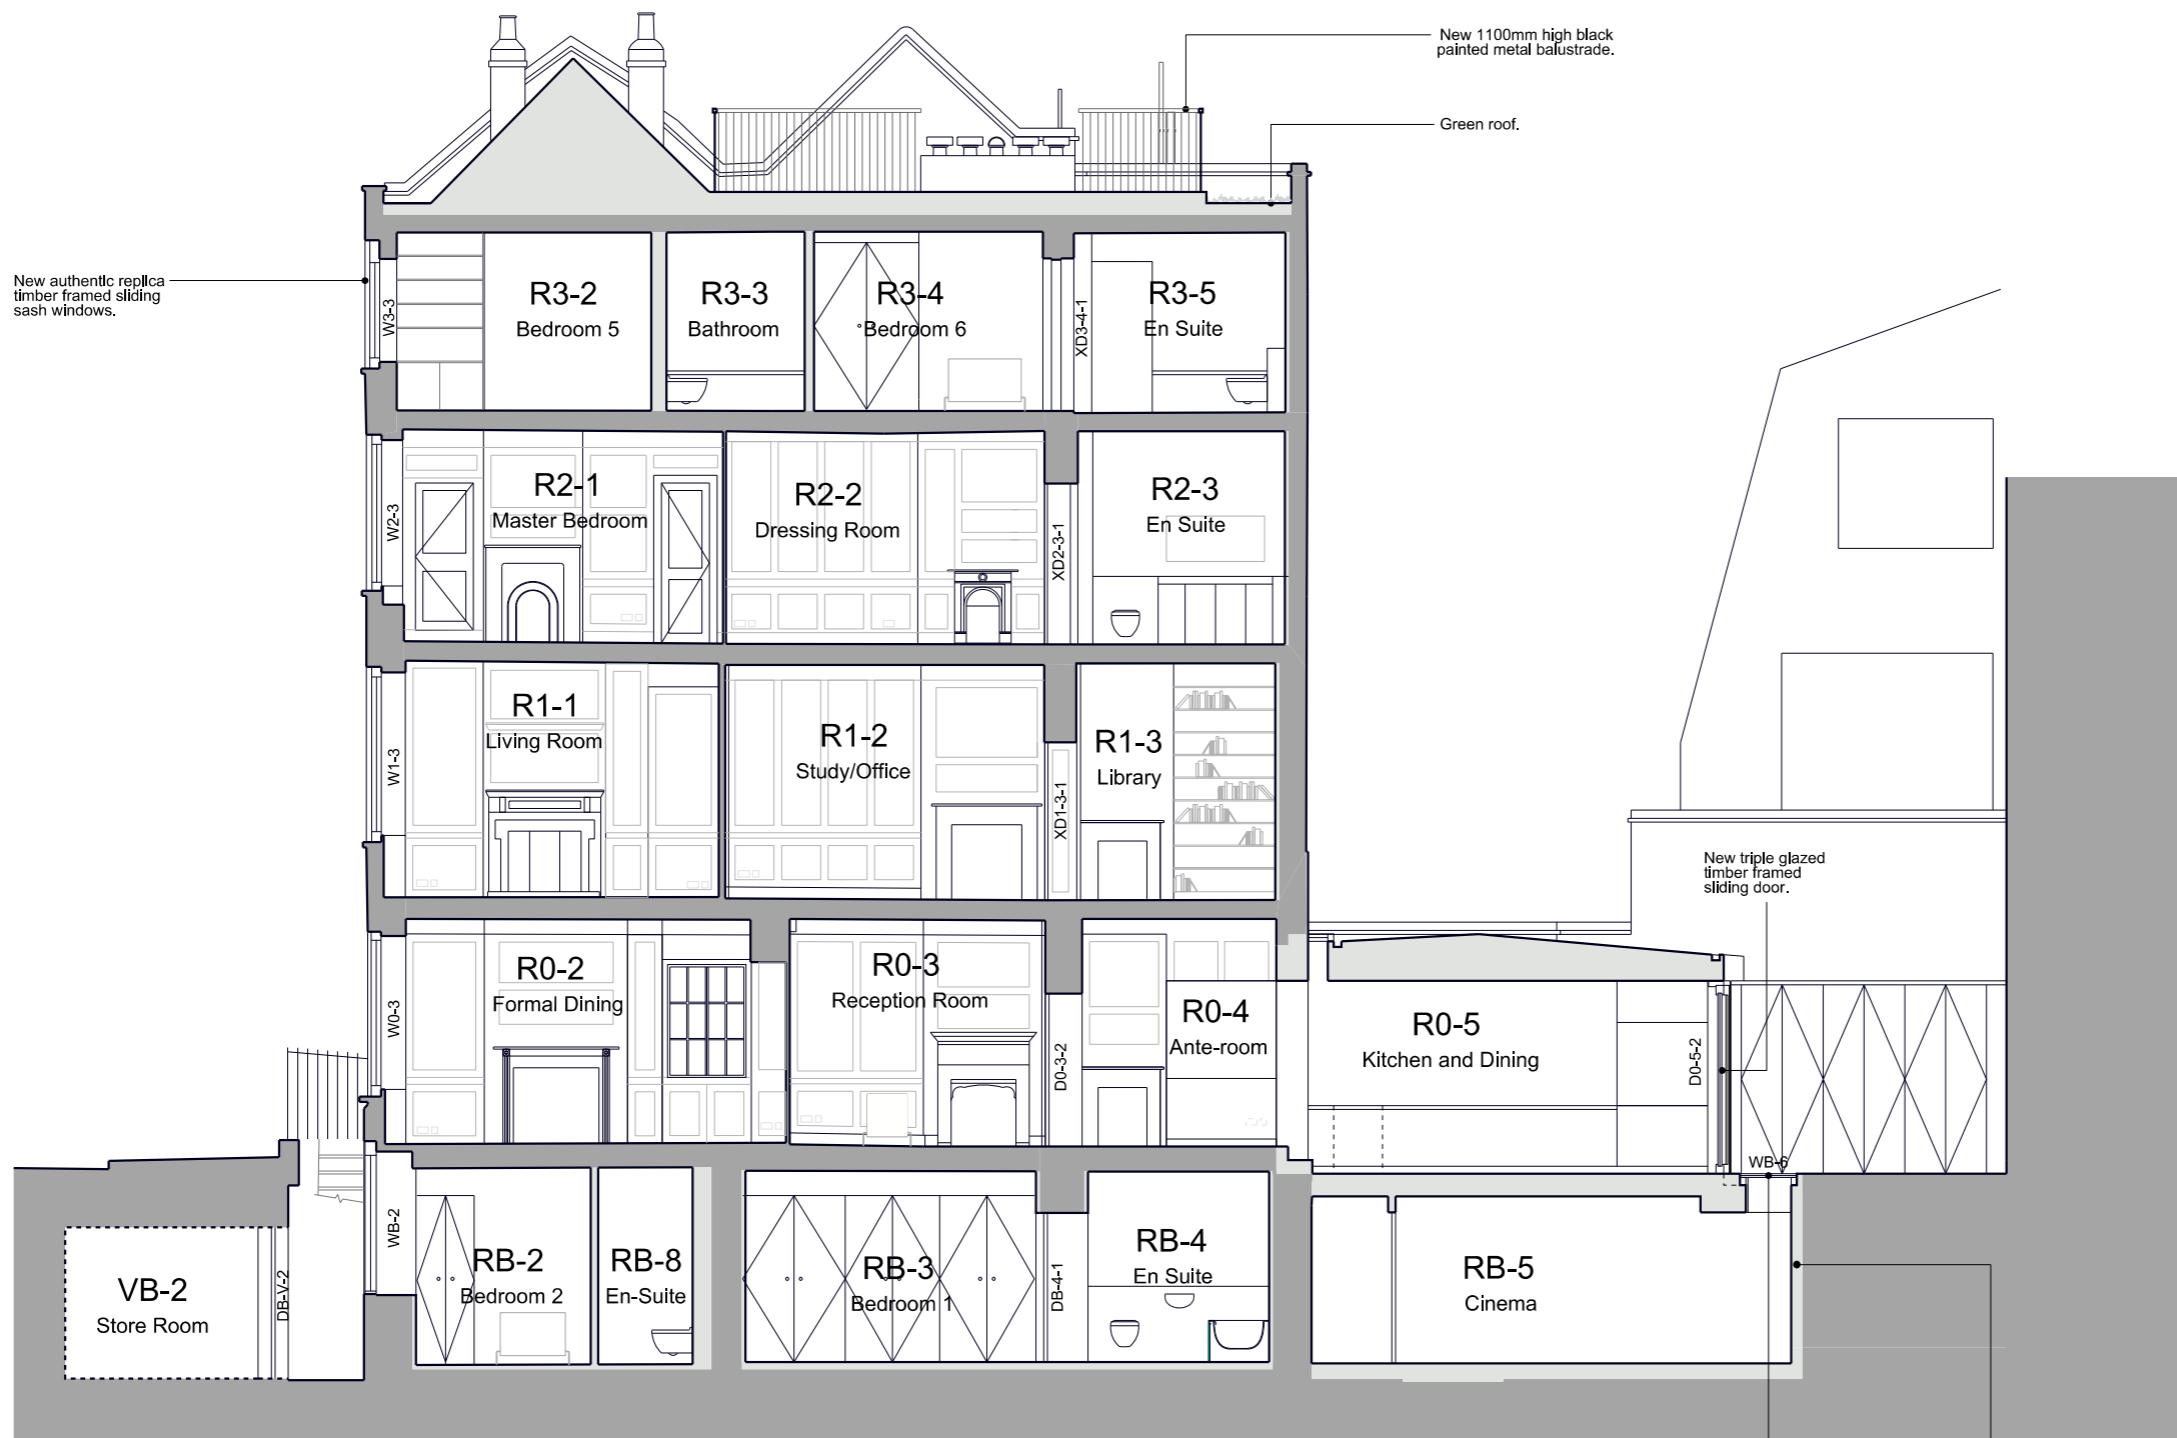 New 1100mm high black
painted metal balustrade.
Green roof.
New authentic replica
timber framed sliding
sash windows.
W3-3
R3-2
Bedroom 5
R3-3
Bathroom
R3-4
Bedroom 6
XD3-4-1
R3-5
En Suite
W2-3
R2-1
Master Bedroom
R2-2
Dressing Room
XD2-3-1
R2-3
En Suite
W1-3
R1-1
Living Room
R1-2
Study/Office
XD1-3-1
R1-3
Library
New triple glazed
timber framed
sliding door.
W0-3
R0-2
Formal Dining
R0-3
Reception Room
D0-3-2
R0-4
Ante-room
R0-5
Kitchen and Dining
D0-5-2
WB-6
VB-2
Store Room
DB-V-2
WB-2
RB-2
Bedroom 2
RB-8
En-Suite
RB-3
Bedroom 1
DB-4-1
RB-4
En Suite
RB-5
Cinema